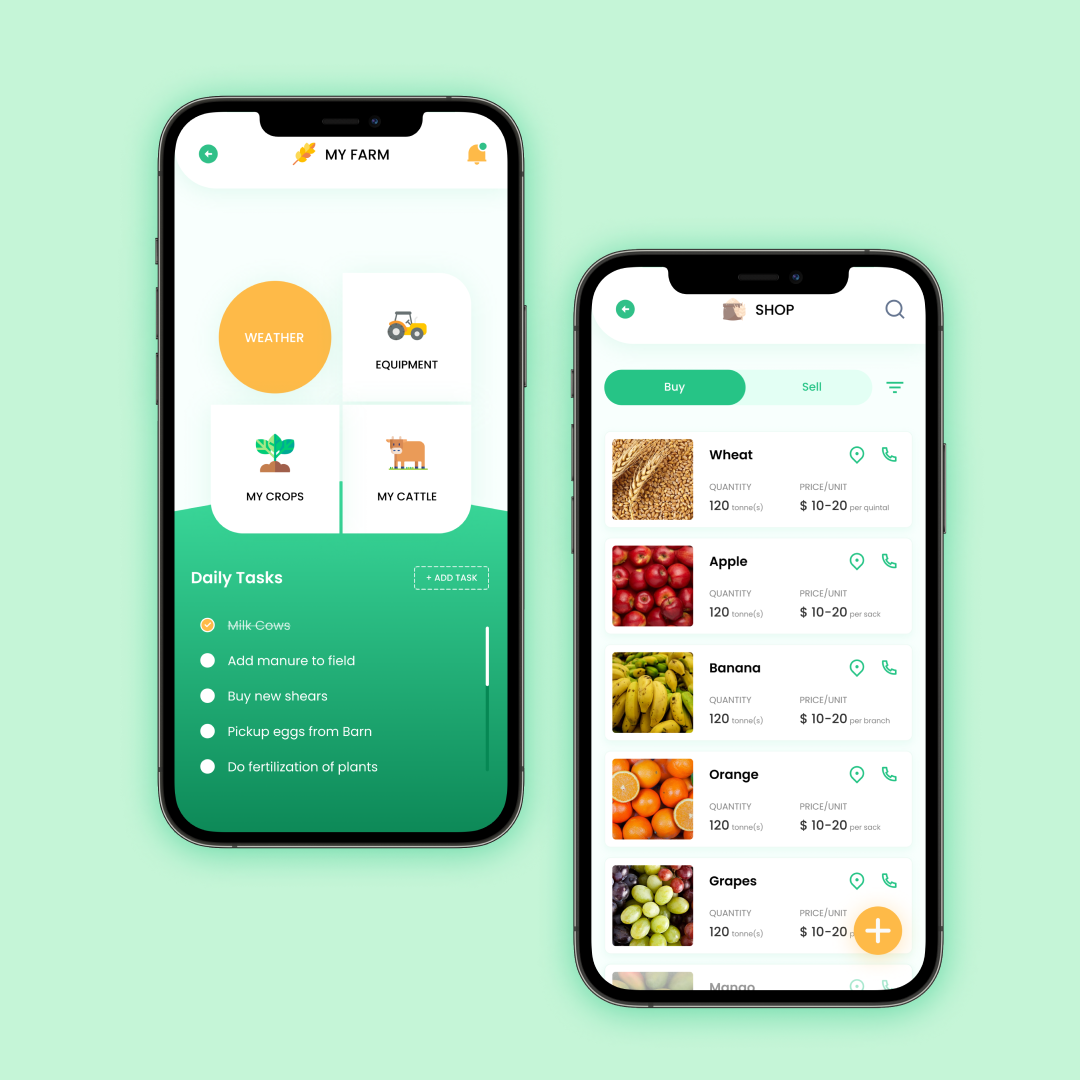 MY FARM
WEATHER
EQUIPMENT
MY CROPS
MY CATTLE
Daily Tasks
+ ADD TASK
Milk Cows
Add manure to field
Buy new shears
Pickup eggs from Barn
Do fertilization of plants
SHOP
Buy
Sell
Wheat
QUANTITY
PRICE/UNIT
120 tonne(s)
$ 10-20 per quintal
Apple
QUANTITY
PRICE/UNIT
120 tonne(s)
$ 10-20 per sack
Banana
QUANTITY
PRICE/UNIT
120 tonne(s)
$ 10-20 per branch
Orange
QUANTITY
PRICE/UNIT
120 tonne(s)
$ 10-20 per sack
Grapes
QUANTITY
PRICE/UNIT
120 tonne(s)
$ 10-20
Mango